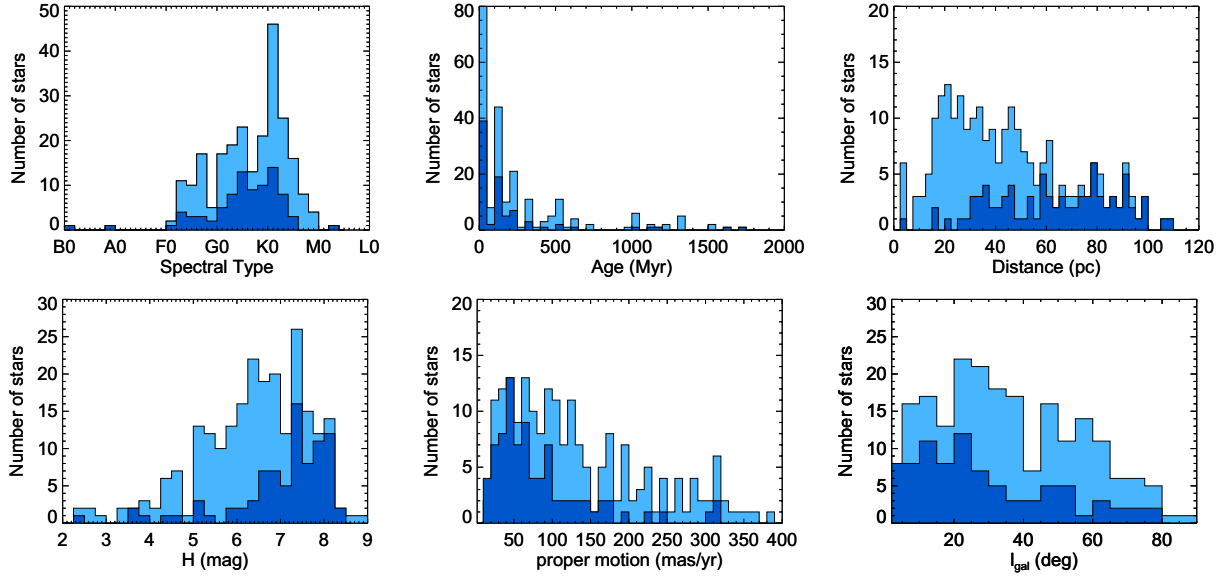 Number of stars
50
40
30
20
10
0
B0 A0 F0 G0 K0 M0 L0
Spectral Type
Number of stars
80
60
40
20
0
0 500 1000 1500 2000
Age (Myr)
Number of stars
20
15
10
5
0
0 20 40 60 80 100 120
Distance (pc)
Number of stars
30
25
20
15
10
5
0
2 3 4 5 6 7 8 9
H (mag)
Number of stars
20
15
10
5
0
50 100 150 200 250 300 350 400
proper motion (mas/yr)
Number of stars
30
25
20
15
10
5
0
20 40 60 80
l_gal (deg)